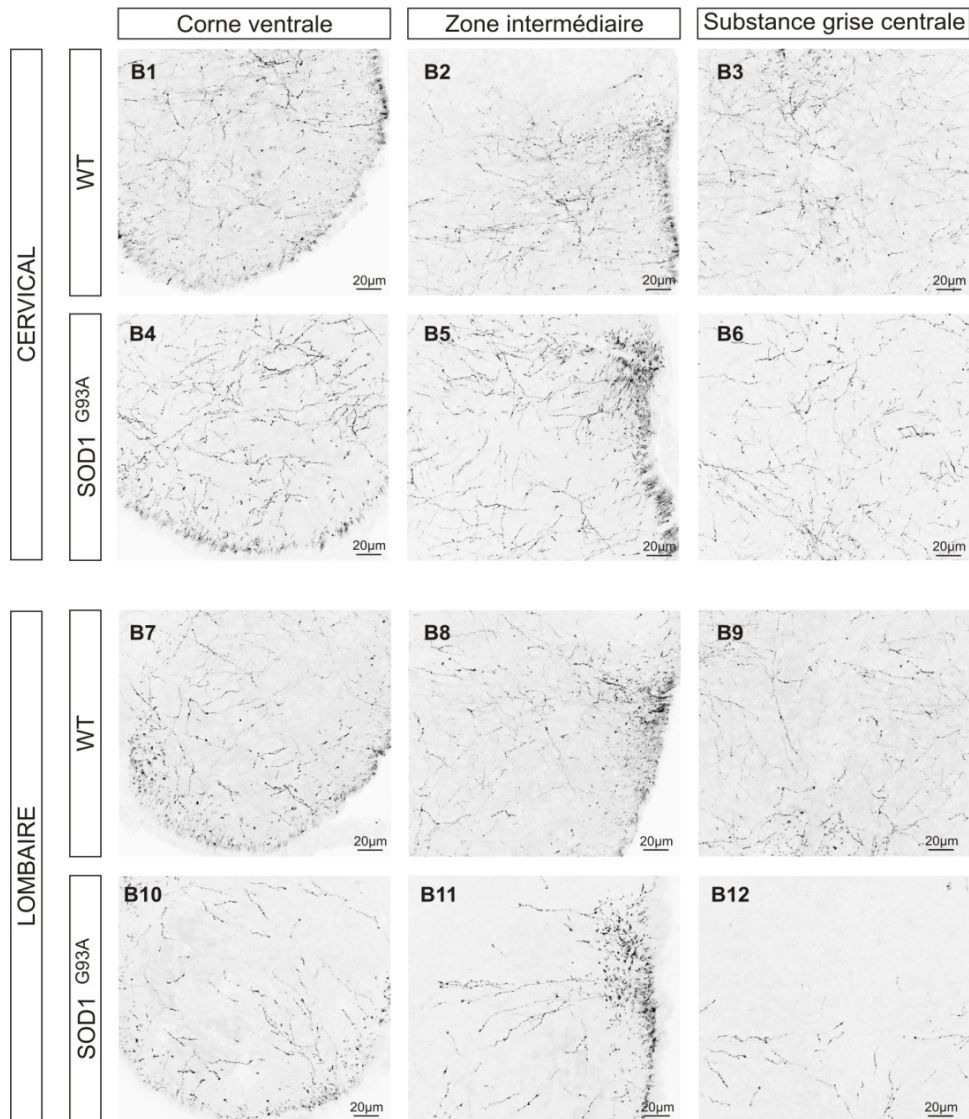 Corne ventrale
Zone intermédiaire
Substance grise centrale
CERVICAL
WT
B1
20µm
B2
20µm
B3
20µm
SOD1 G93A
B4
20µm
B5
20µm
B6
20µm
LOMBAIRE
WT
B7
20µm
B8
20µm
B9
20µm
SOD1 G93A
B10
20µm
B11
20µm
B12
20µm